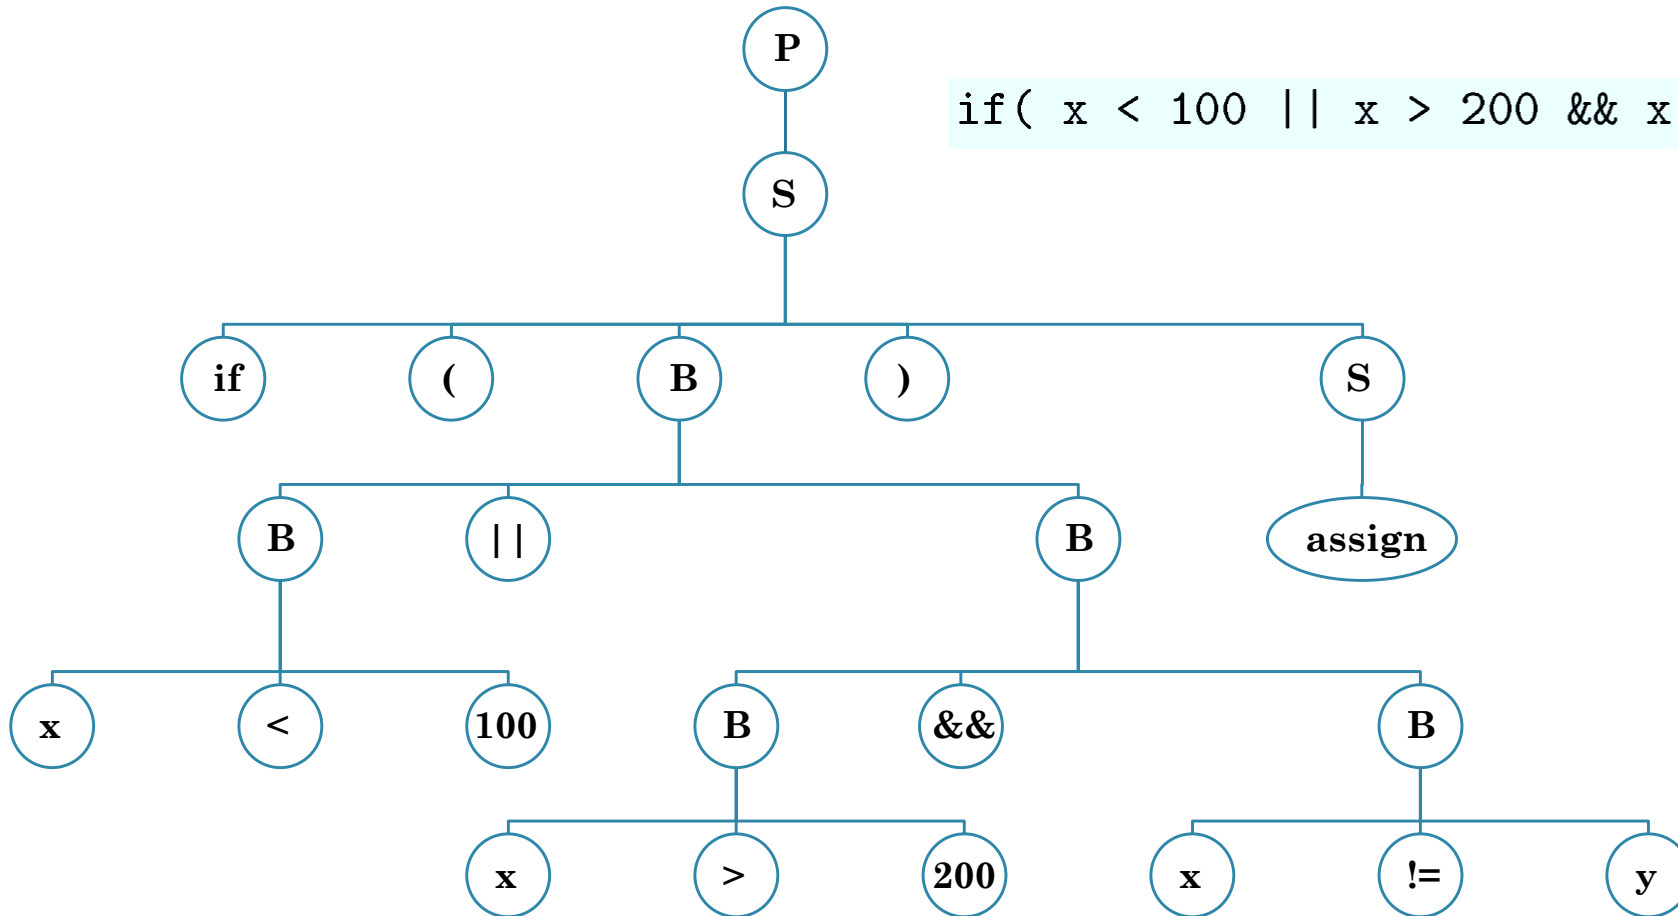 P
if( x < 100 || x > 200 && x
S
if ( B ) S
B || B assign
x < 100 B && B
x > 200 x != y